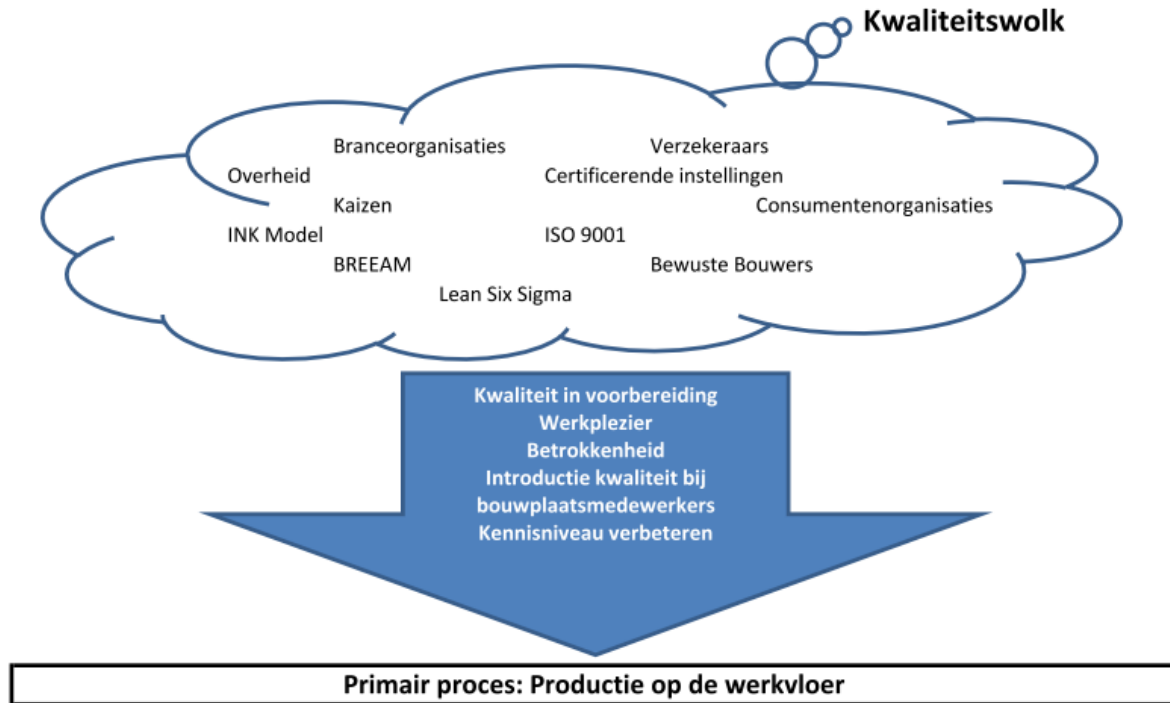 Kwaliteitswolk
Branceorganisaties Verzekeraars
Overheid Certificerende instellingen
Kaizen Consumentenorganisaties
INK Model ISO 9001
BREEAM Bewuste Bouwers
Lean Six Sigma
Kwaliteit in voorbereiding
Werkplezier
Betrokkenheid
Introductie kwaliteit bij
bouwplaatsmedewerkers
Kennisniveau verbeteren
Primair proces: Productie op de werkvloer